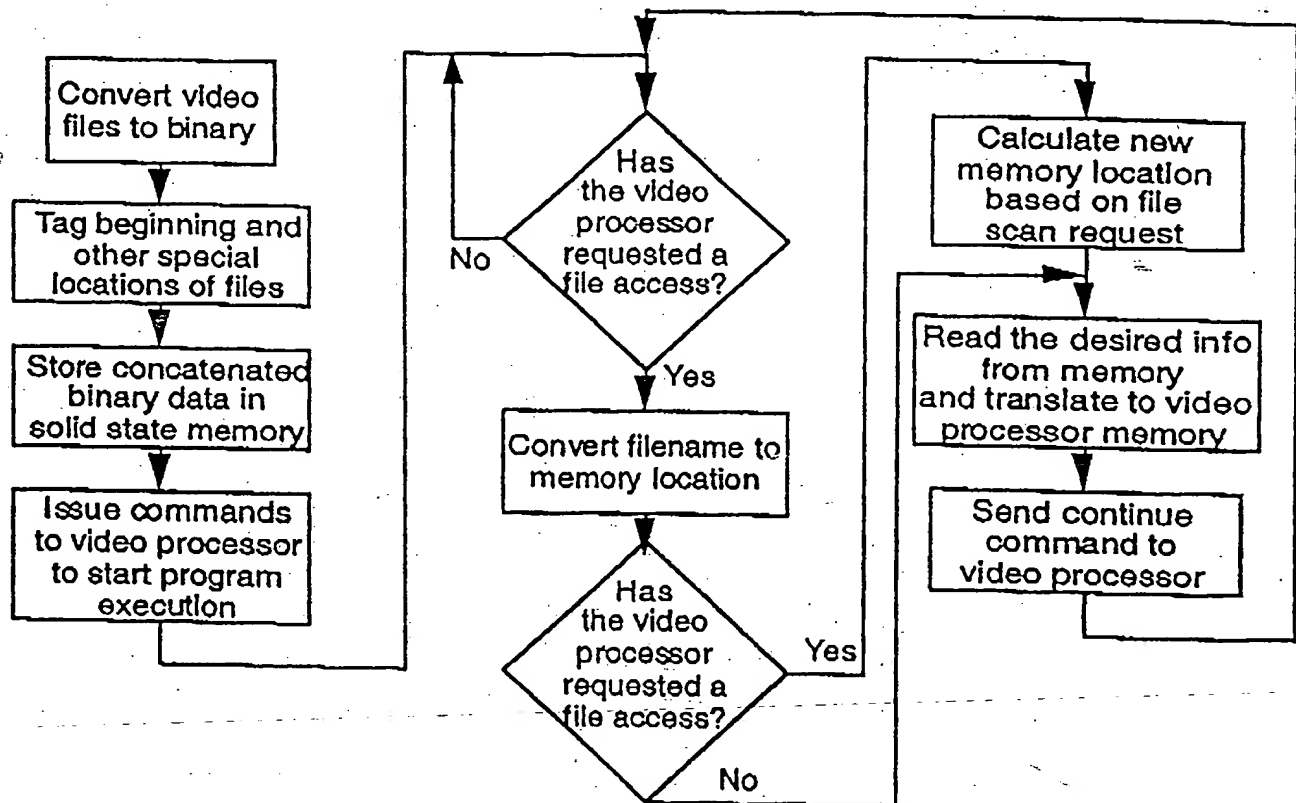 Convert video
files to binary
Tag beginning and
other special
locations of files
Store concatenated
binary data in
solid state memory
Issue commands
to video processor
to start program
execution
Has
the video
processor
requested a
file access?
No
Yes
Convert filename to
memory location
Has
the video
processor
requested a
file access?
Yes
No
Calculate new
memory location
based on file
scan request
Read the desired info
from memory
and translate to video
processor memory
Send continue
command to
video processor